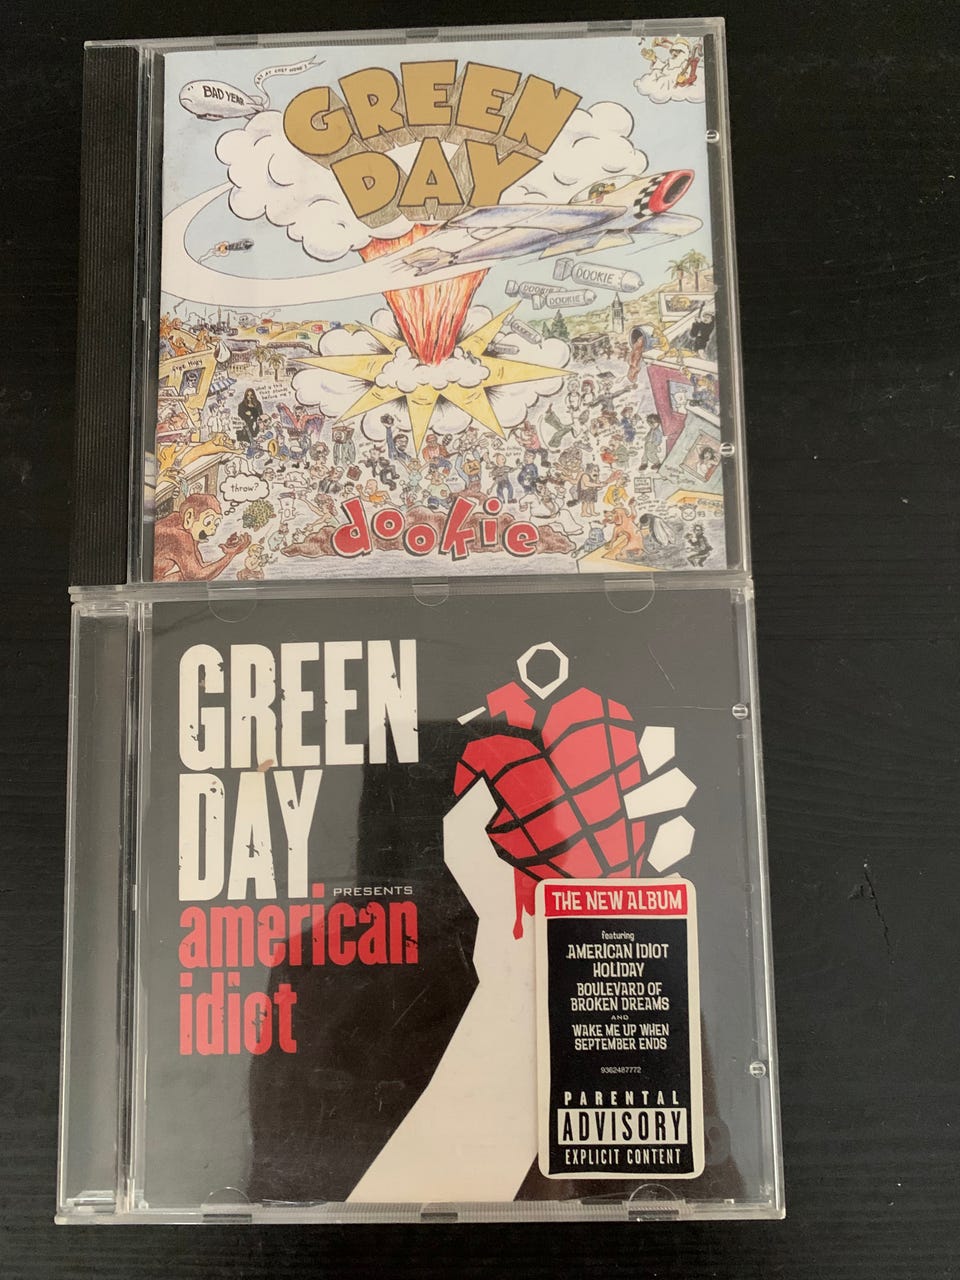 BAD YEAR
GREEN
DAY
DOOKIE
DOOKIE
DOOKIE
throw?
dookie
GREEN
DAY
PRESENTS
american
idiot
THE NEW ALBUM
featuring
AMERICAN IDIOT
HOLIDAY
BOULEVARD OF
BROKEN DREAMS
AND
WAKE ME UP WHEN
SEPTEMBER ENDS
9362487772
PARENTAL
ADVISORY
EXPLICIT CONTENT